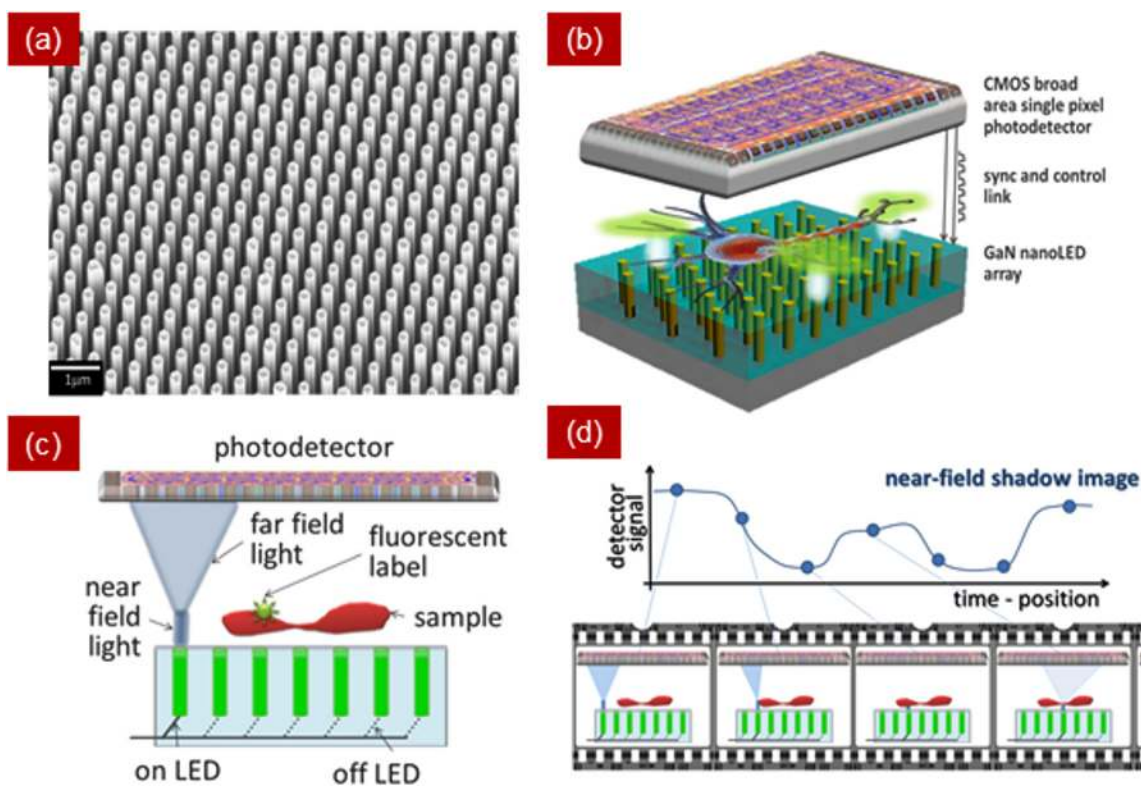 (a)
1µm
(b)
CMOS broad
area single pixel
photodetector
sync and control
link
GaN nanoLED
array
(c)
photodetector
far field
light
fluorescent
label
near
field
light
sample
on LED
off LED
(d)
near-field shadow image
detector
signal
time - position